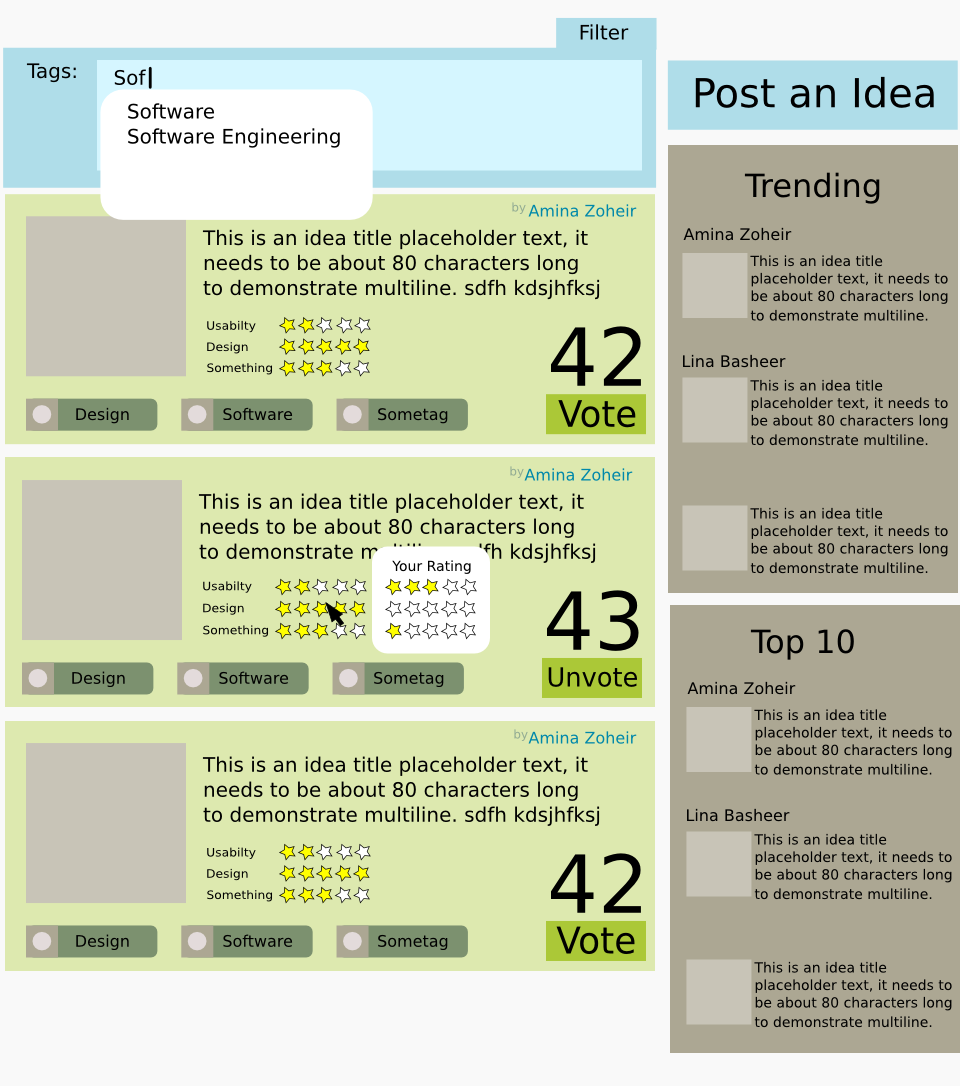 Filter
Tags:
Sof
Software
Software Engineering
by Amina Zoheir
This is an idea title placeholder text, it
needs to be about 80 characters long
to demonstrate multiline. sdfh kdsjhfksj
Usabilty
Design
Something
42
Vote
Design
Software
Sometag
by Amina Zoheir
This is an idea title placeholder text, it
needs to be about 80 characters long
to demonstrate kdsjhfksj
Your Rating
Usabilty
Design
Something
43
Unvote
Design
Software
Sometag
by Amina Zoheir
This is an idea title placeholder text, it
needs to be about 80 characters long
to demonstrate multiline. sdfh kdsjhfksj
Usabilty
Design
Something
42
Vote
Design
Software
Sometag
Post an Idea
Trending
Amina Zoheir
This is an idea title
placeholder text, it needs to
be about 80 characters long
to demonstrate multiline.
Lina Basheer
This is an idea title
placeholder text, it needs to
be about 80 characters long
to demonstrate multiline.
This is an idea title
placeholder text, it needs to
be about 80 characters long
to demonstrate multiline.
Top 10
Amina Zoheir
This is an idea title
placeholder text, it needs to
be about 80 characters long
to demonstrate multiline.
Lina Basheer
This is an idea title
placeholder text, it needs to
be about 80 characters long
to demonstrate multiline.
This is an idea title
placeholder text, it needs to
be about 80 characters long
to demonstrate multiline.